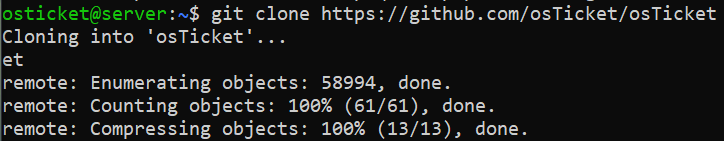 osticket@server:~$ git clone https://github.com/osTicket/osTicket
Cloning into 'osTicket'...
et
remote: Enumerating objects: 58994, done.
remote: Counting objects: 100% (61/61), done.
remote: Compressing objects: 100% (13/13), done.